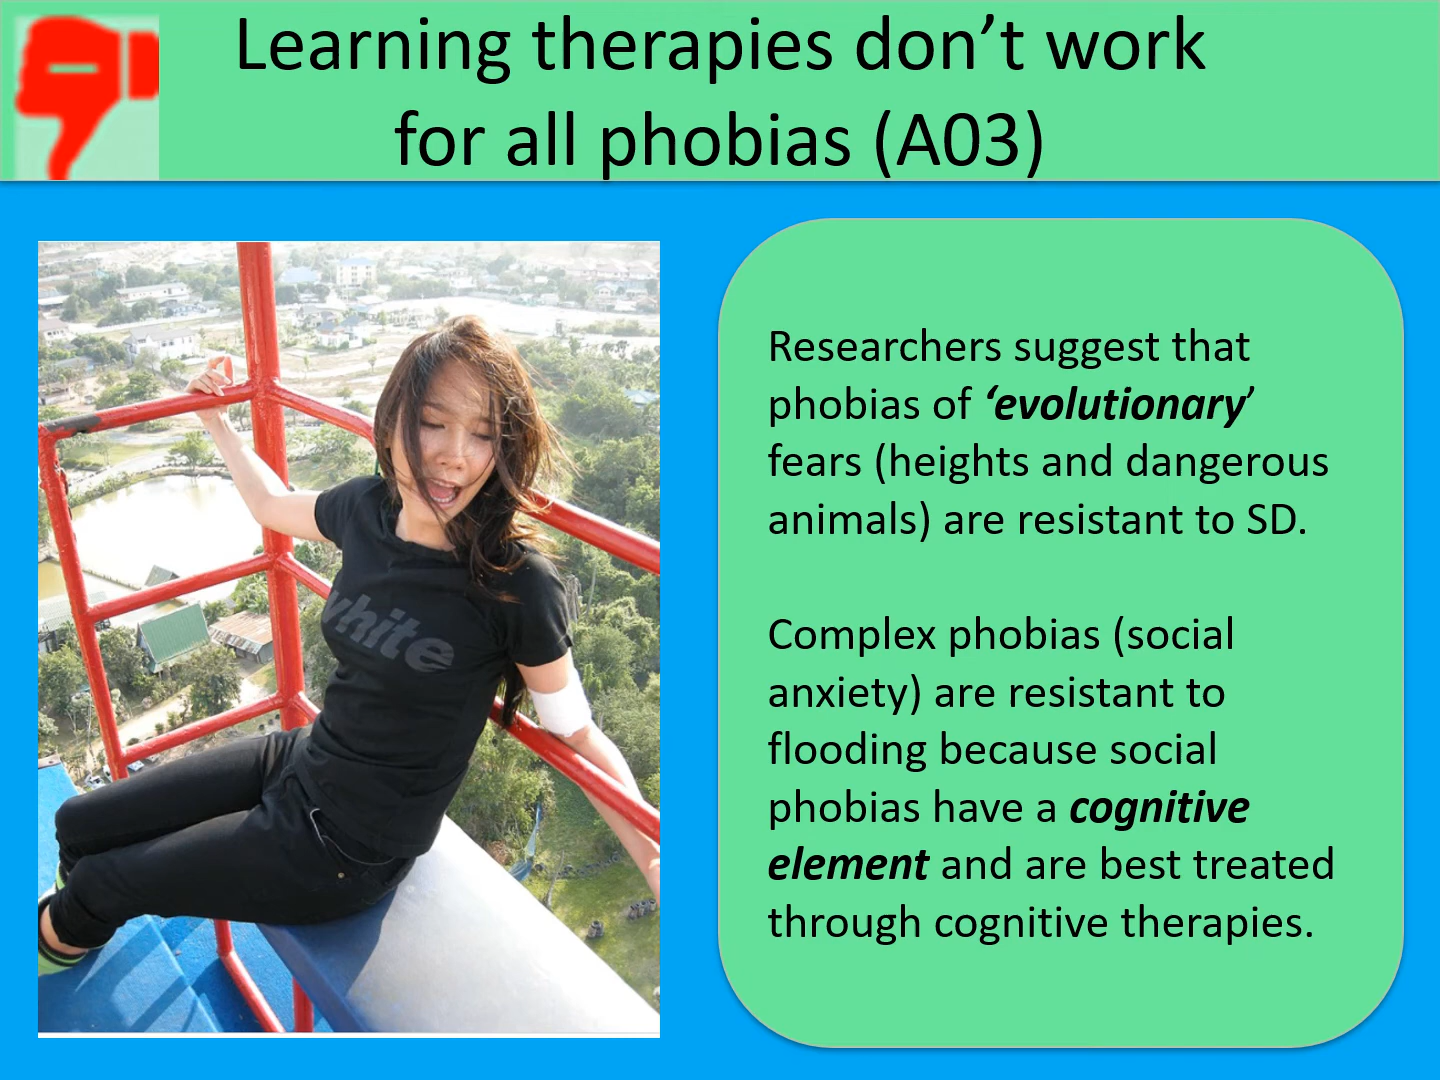 Learning therapies don’t work
for all phobias (A03)
white
Researchers suggest that
phobias of ‘evolutionary’
fears (heights and dangerous
animals) are resistant to SD.
Complex phobias (social
anxiety) are resistant to
flooding because social
phobias have a cognitive
element and are best treated
through cognitive therapies.